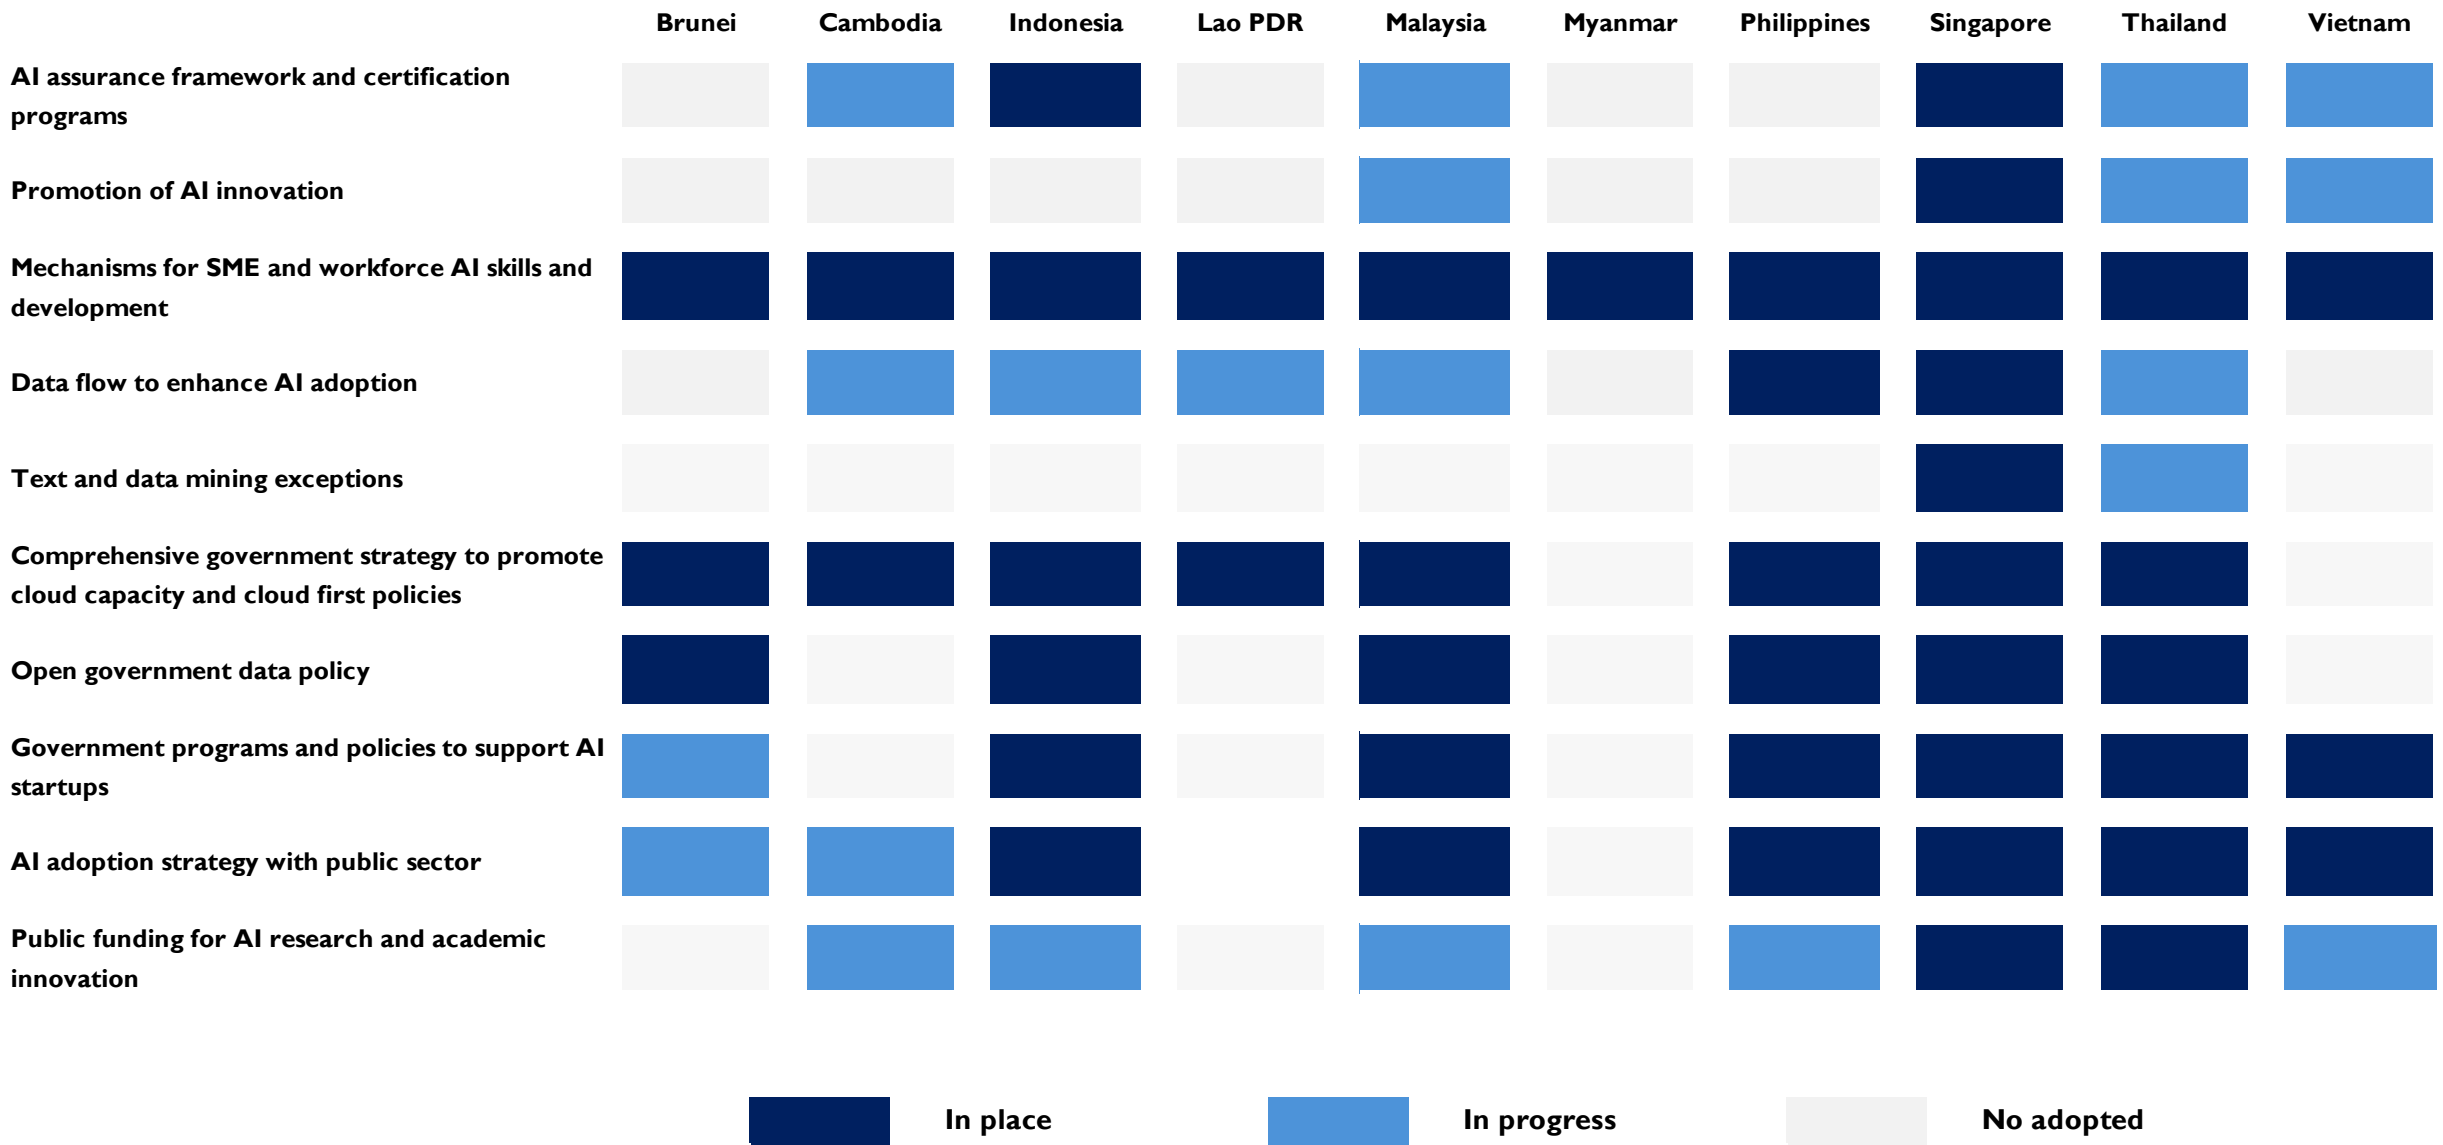 Brunei Cambodia Indonesia Lao PDR Malaysia Myanmar Philippines Singapore Thailand Vietnam
AI assurance framework and certification
programs
Promotion of AI innovation
Mechanisms for SME and workforce AI skills and
development
Data flow to enhance AI adoption
Text and data mining exceptions
Comprehensive government strategy to promote
cloud capacity and cloud first policies
Open government data policy
Government programs and policies to support AI
startups
AI adoption strategy with public sector
Public funding for AI research and academic
innovation
In place In progress No adopted